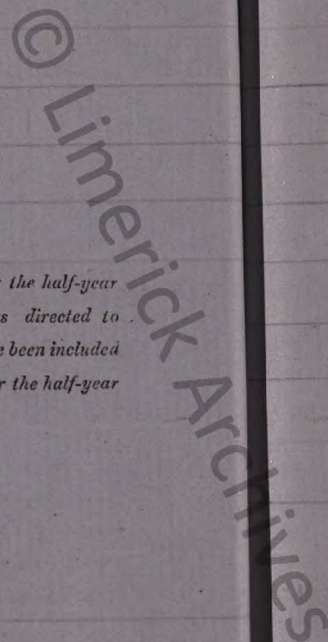 © Limerick Archives
the half-year
s directed to
been included
r the half-year